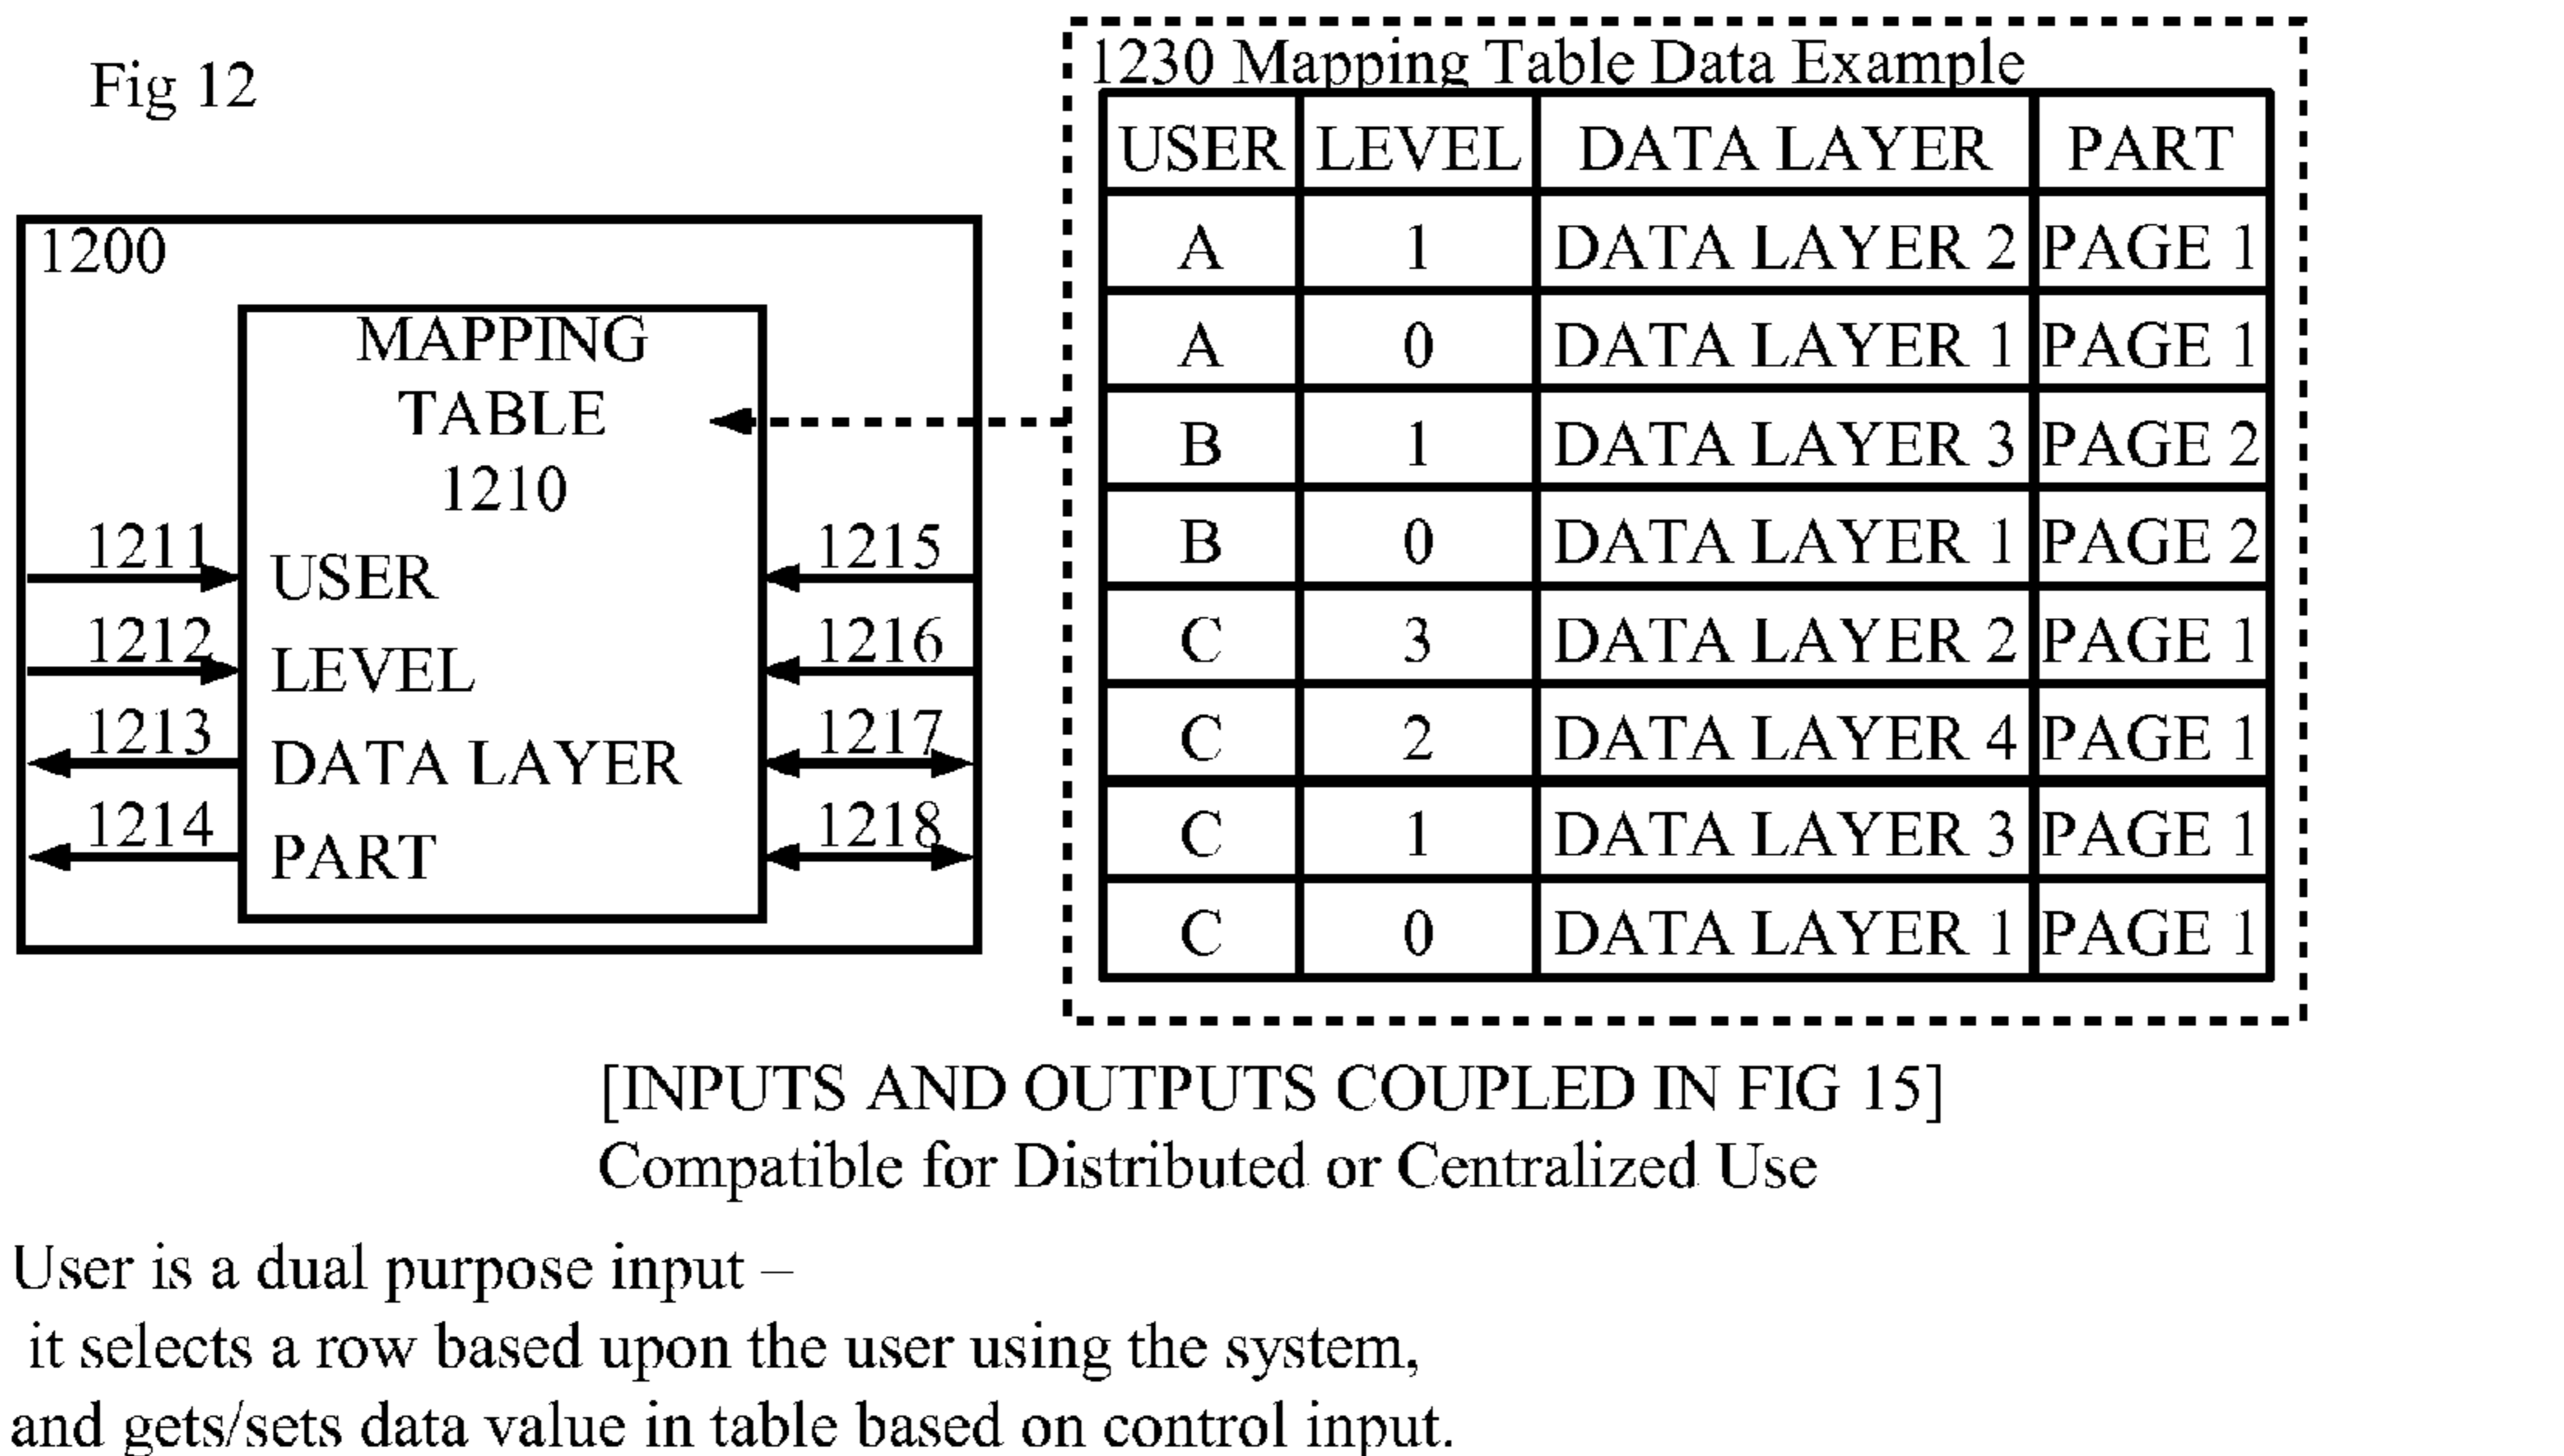 Fig 12
1200
MAPPING
TABLE
1210
1211
USER
1215
1212
LEVEL
1216
1213
DATA LAYER
1217
1214
PART
1218
1230 Mapping Table Data Example
USER LEVEL DATA LAYER PART
A 1 DATA LAYER 2 PAGE 1
A 0 DATA LAYER 1 PAGE 1
B 1 DATA LAYER 3 PAGE 2
B 0 DATA LAYER 1 PAGE 2
C 3 DATA LAYER 2 PAGE 1
C 2 DATA LAYER 4 PAGE 1
C 1 DATA LAYER 3 PAGE 1
C 0 DATA LAYER 1 PAGE 1
[INPUTS AND OUTPUTS COUPLED IN FIG 15]
Compatible for Distributed or Centralized Use
User is a dual purpose input –
it selects a row based upon the user using the system,
and gets/sets data value in table based on control input.